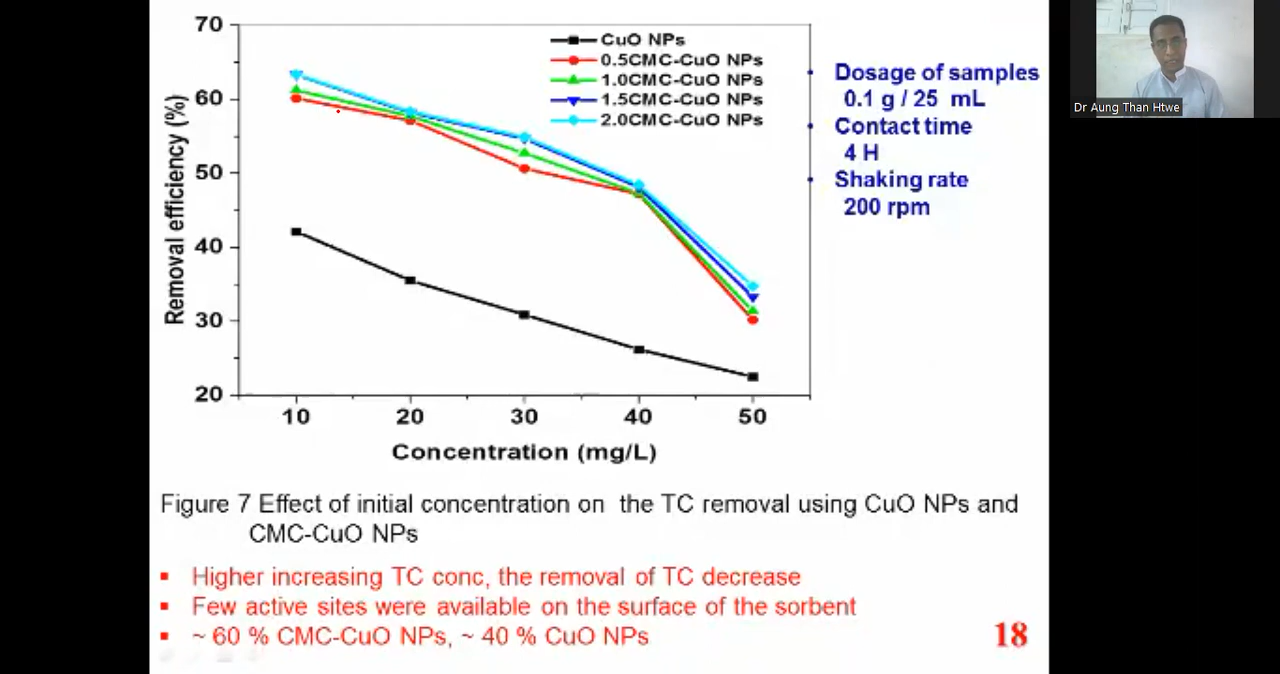 70
60
50
40
30
20
Removal efficiency (%)
CuO NPs
0.5CMC-CuO NPs
1.0CMC-CuO NPs
1.5CMC-CuO NPs
2.0CMC-CuO NPs
10 20 30 40 50
Concentration (mg/L)
Dosage of samples
0.1 g / 25 mL
Contact time
4 H
Shaking rate
200 rpm
Dr Aung Than Htwe
Figure 7 Effect of initial concentration on the TC removal using CuO NPs and
CMC-CuO NPs
Higher increasing TC conc, the removal of TC decrease
Few active sites were available on the surface of the sorbent
~ 60 % CMC-CuO NPs, ~ 40 % CuO NPs
18